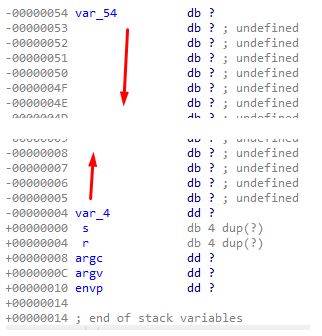 -00000054 var_54 db ?
-00000053 db ? ; undefined
-00000052 db ? ; undefined
-00000051 db ? ; undefined
-00000050 db ? ; undefined
-0000004F db ? ; undefined
-0000004E db ? ; undefined
-0000004D db ? ; undefined
-00000009 db ? ; undefined
-00000008 db ? ; undefined
-00000007 db ? ; undefined
-00000006 db ? ; undefined
-00000005 db ? ; undefined
-00000004 var_4 dd ?
+00000000 s db 4 dup(?)
+00000004 r db 4 dup(?)
+00000008 argc dd ?
+0000000C argv dd ?
+00000010 envp dd ?
+00000014
+00000014 ; end of stack variables